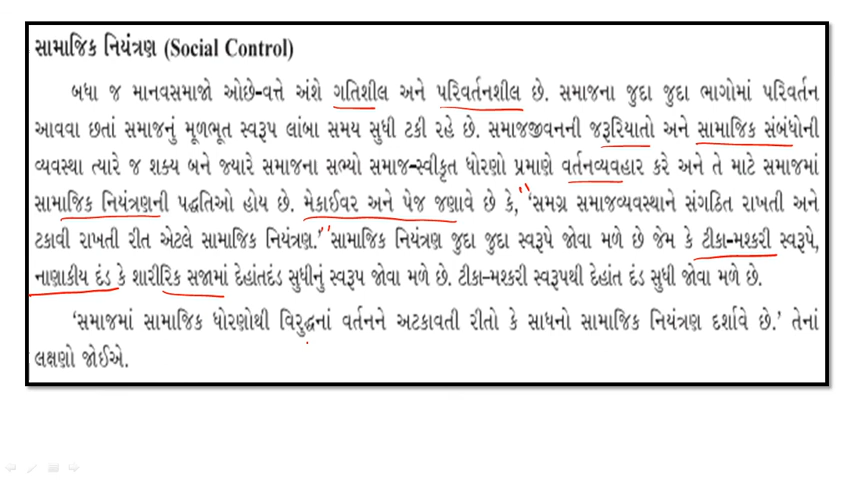 સામાજિક નિયંત્રણ (Social Control)
બધા જ માનવસમાજો ઓછે-વત્તે અંશે ગતિશીલ અને પરિવર્તનશીલ છે. સમાજના જુદા જુદા ભાગોમાં પરિવર્તન
આવવા છતાં સમાજનું મૂળભૂત સ્વરૂપ લાંબા સમય સુધી ટકી રહે છે. સમાજજીવનની જરૂરિયાતો અને સામાજિક સંબંધોની
વ્યવસ્થા ત્યારે જ શક્ય બને જ્યારે સમાજના સભ્યો સમાજ-સ્વીકૃત ધોરણો પ્રમાણે વર્તનવ્યવહાર કરે અને તે માટે સમાજમાં
સામાજિક નિયંત્રણની પદ્ધતિઓ હોય છે. મેકાઈવર અને પેજ જણાવે છે કે, ‘સમગ્ર સમાજવ્યવસ્થાને સંગઠિત રાખતી અને
ટકાવી રાખતી રીત એટલે સામાજિક નિયંત્રણ.’ સામાજિક નિયંત્રણ જુદા જુદા સ્વરૂપે જોવા મળે છે જેમ કે ટીકા-મશ્કરી સ્વરૂપે,
નાણાકીય દંડ કે શારીરિક સજામાં દેહાંતદંડ સુધીનું સ્વરૂપ જોવા મળે છે. ટીકા-મશ્કરી સ્વરૂપથી દેહાંત દંડ સુધી જોવા મળે છે.
‘સમાજમાં સામાજિક ધોરણોથી વિરુદ્ધનાં વર્તનને અટકાવતી રીતો કે સાધનો સામાજિક નિયંત્રણ દર્શાવે છે.’ તેનાં
લક્ષણો જોઈએ.